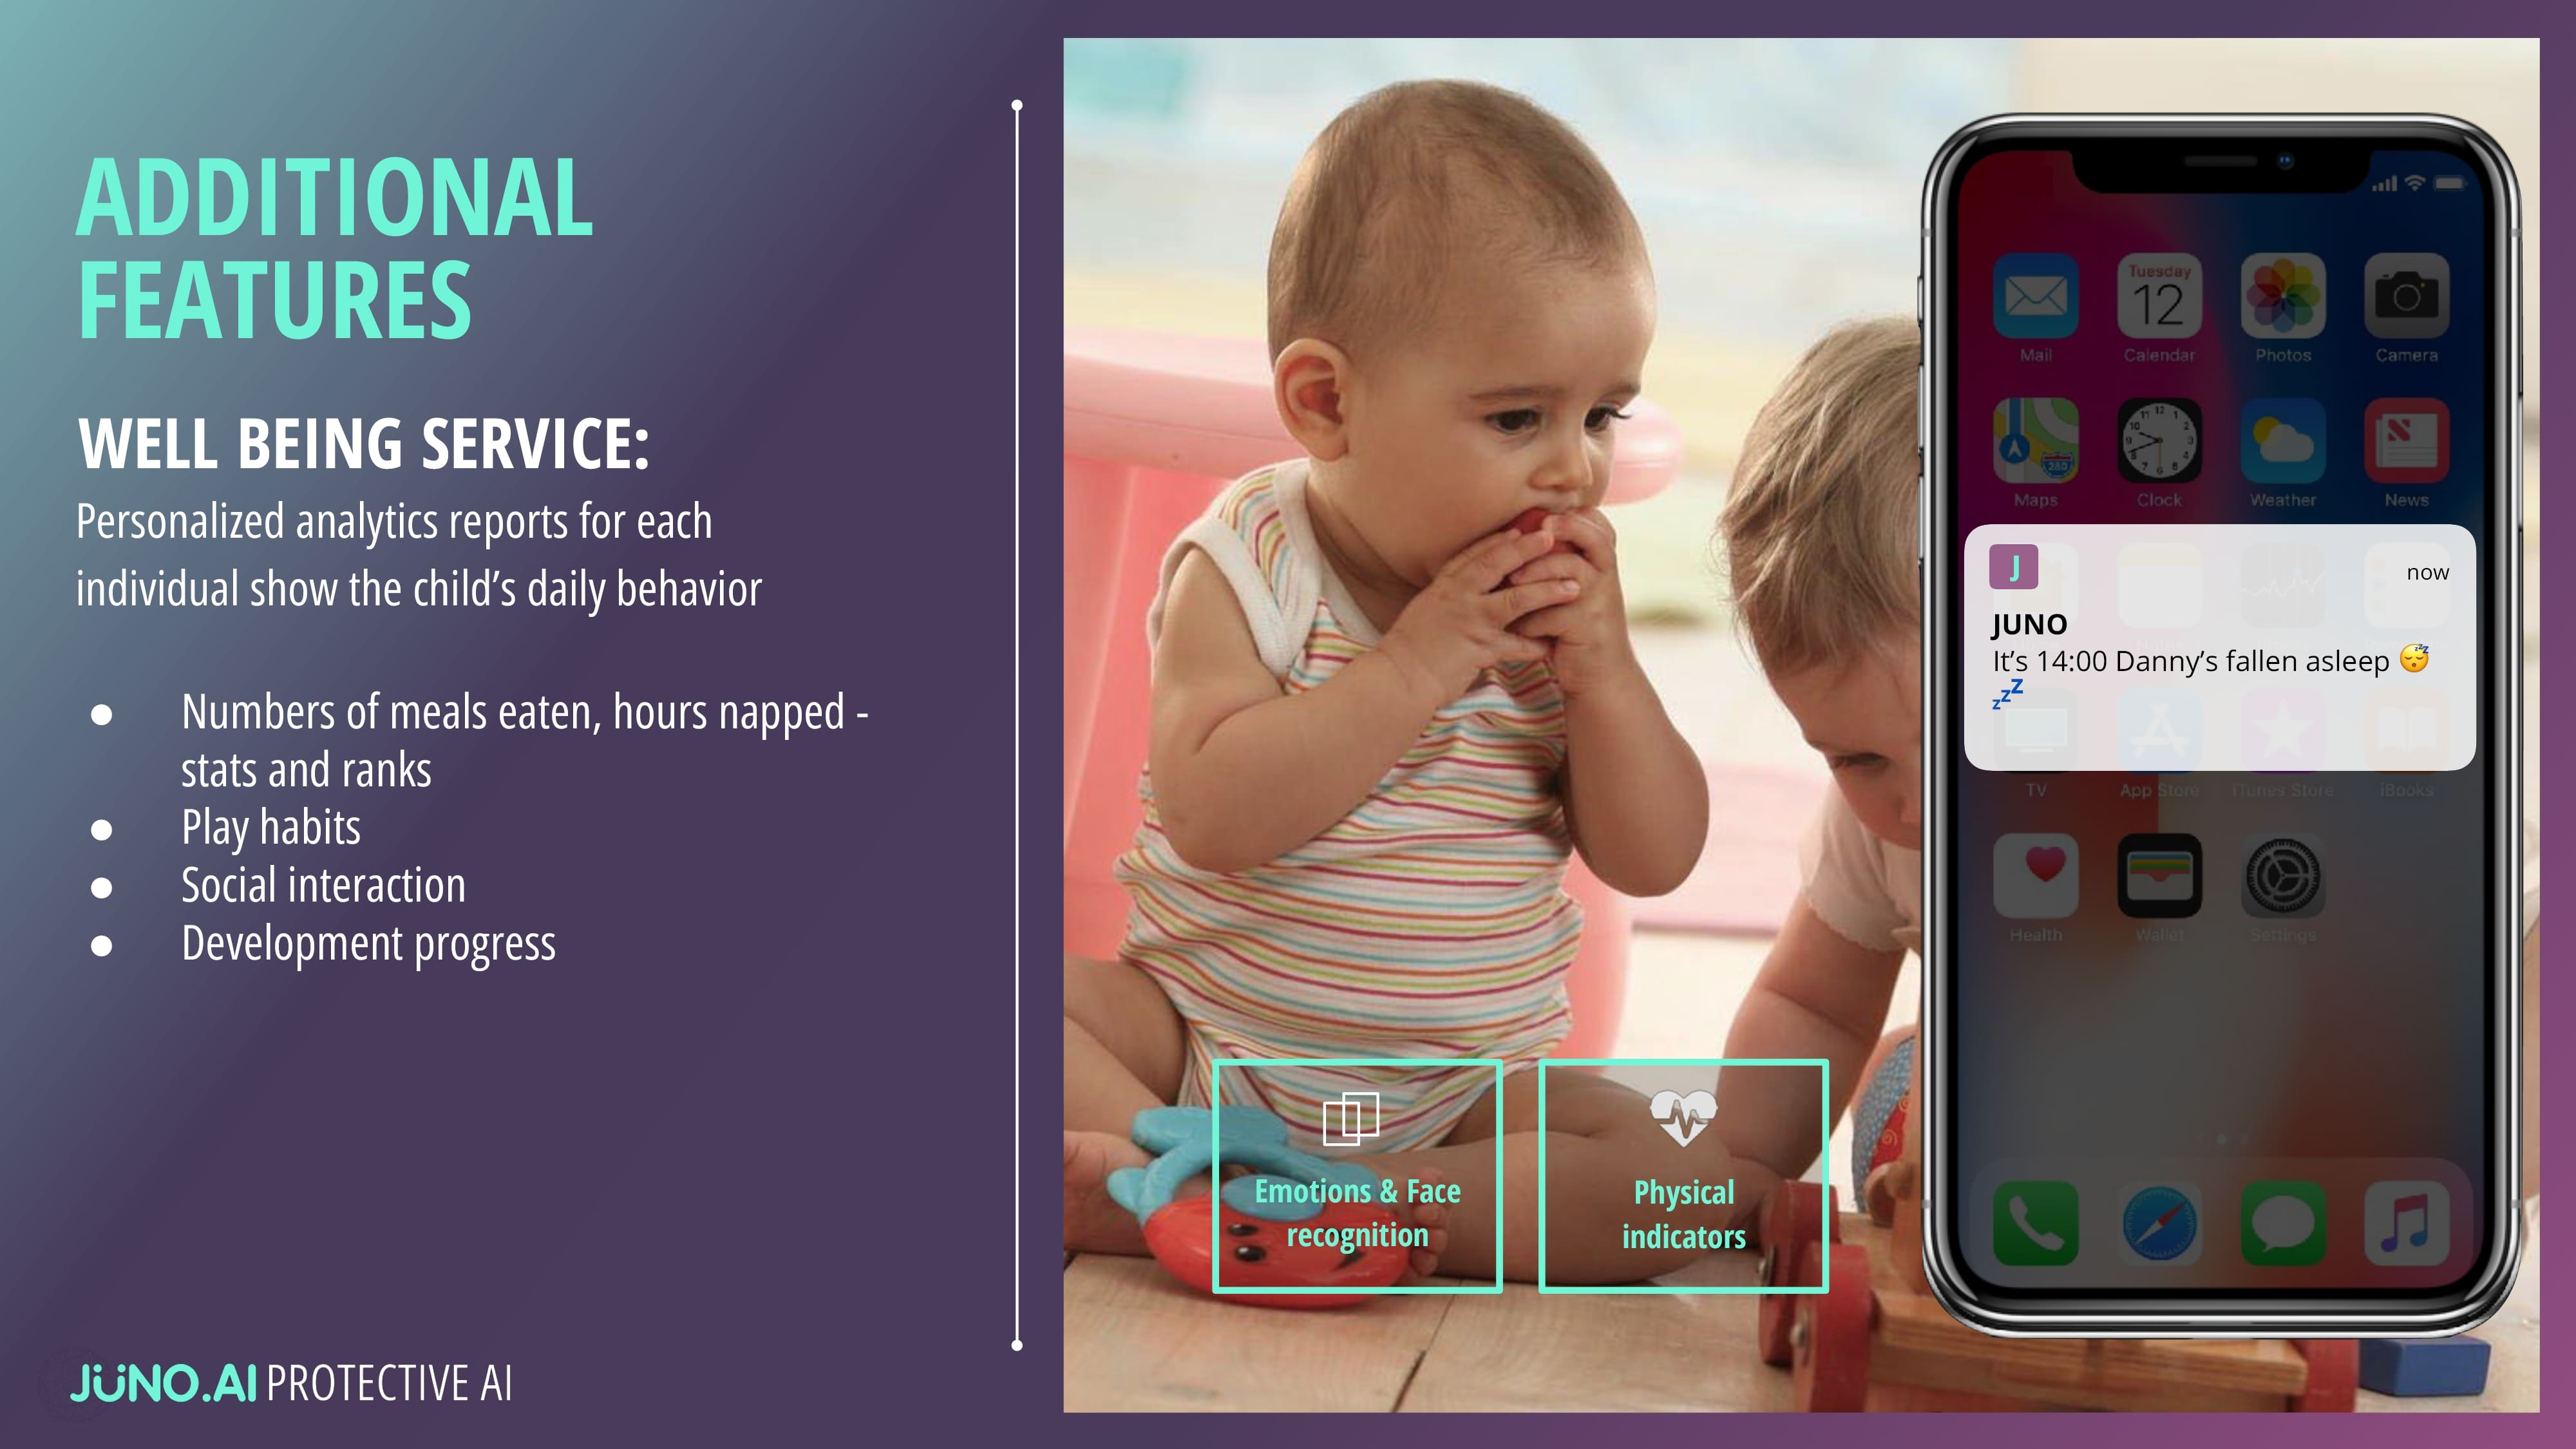 ADDITIONAL
FEATURES
WELL BEING SERVICE:
Personalized analytics reports for each
individual show the child’s daily behavior
● Numbers of meals eaten, hours napped -
stats and ranks
● Play habits
● Social interaction
● Development progress
JUNO.AI PROTECTIVE AI
Emotions & Face
recognition
Physical
indicators
Tuesday
12
Mail Calendar Photos Camera
280
Maps Clock Weather News
J
now
JUNO
It’s 14:00 Danny’s fallen asleep 😴
💤
TV App Store iTunes Store iBooks
Health Wallet Settings